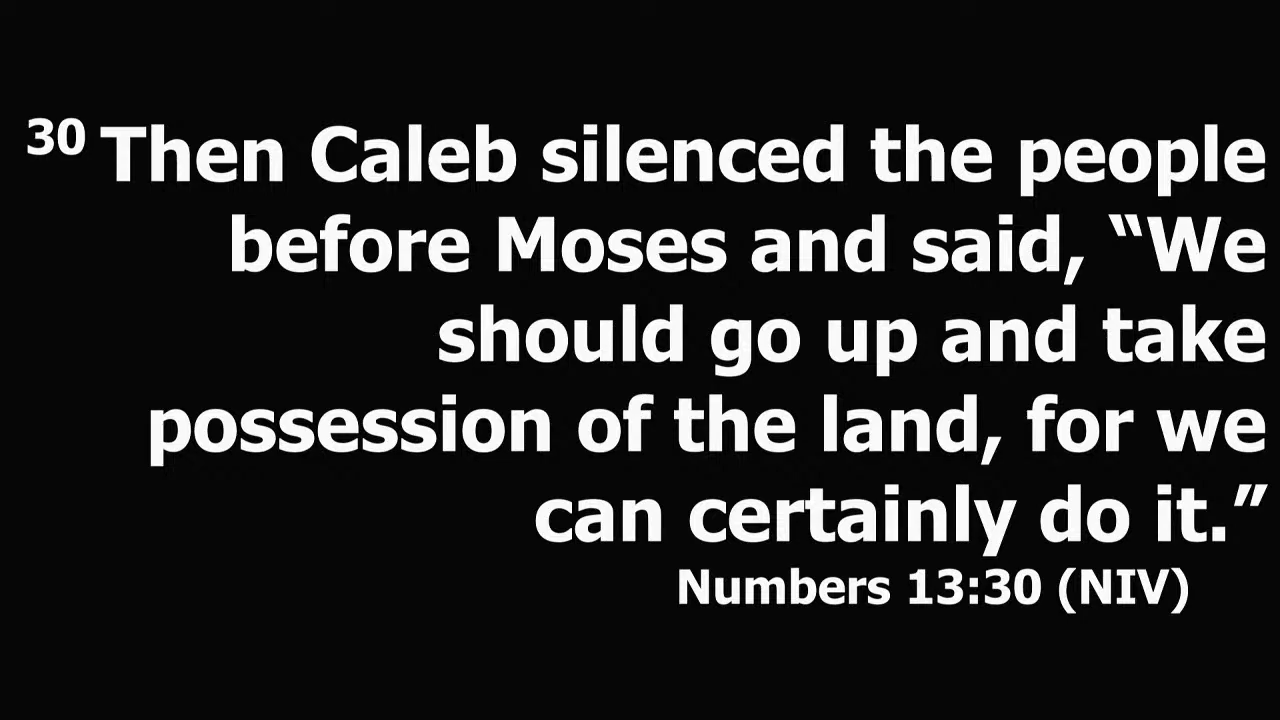 30 Then Caleb silenced the people
before Moses and said, “We
should go up and take
possession of the land, for we
can certainly do it.”
Numbers 13:30 (NIV)